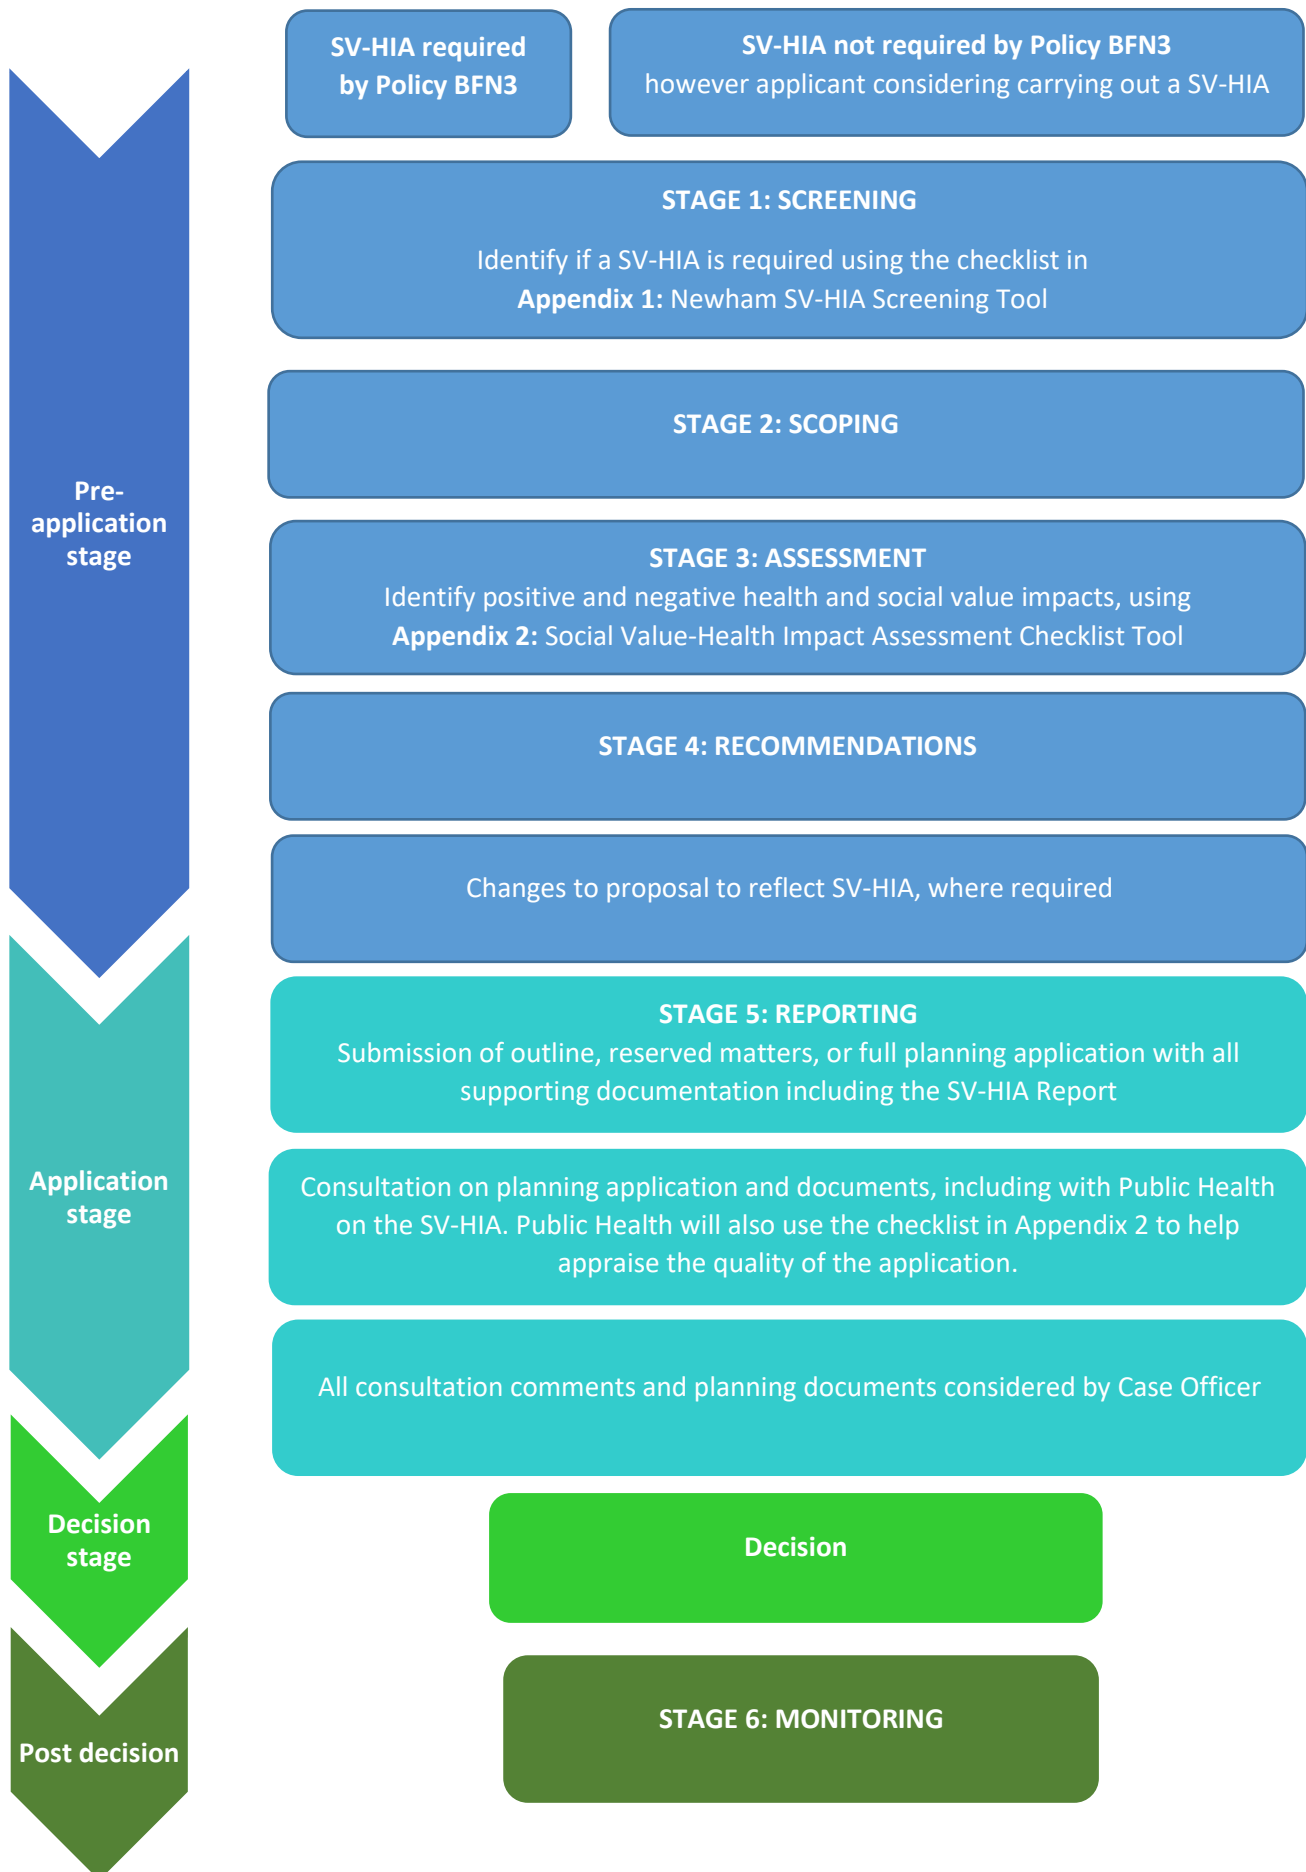 SV-HIA required
by Policy BFN3
SV-HIA not required by Policy BFN3
however applicant considering carrying out a SV-HIA
STAGE 1: SCREENING
Identify if a SV-HIA is required using the checklist in
Appendix 1: Newham SV-HIA Screening Tool
STAGE 2: SCOPING
Pre-
application
stage
STAGE 3: ASSESSMENT
Identify positive and negative health and social value impacts, using
Appendix 2: Social Value-Health Impact Assessment Checklist Tool
STAGE 4: RECOMMENDATIONS
Changes to proposal to reflect SV-HIA, where required
STAGE 5: REPORTING
Submission of outline, reserved matters, or full planning application with all
supporting documentation including the SV-HIA Report
Application
stage
Consultation on planning application and documents, including with Public Health
on the SV-HIA. Public Health will also use the checklist in Appendix 2 to help
appraise the quality of the application.
All consultation comments and planning documents considered by Case Officer
Decision
stage
Decision
Post decision
STAGE 6: MONITORING